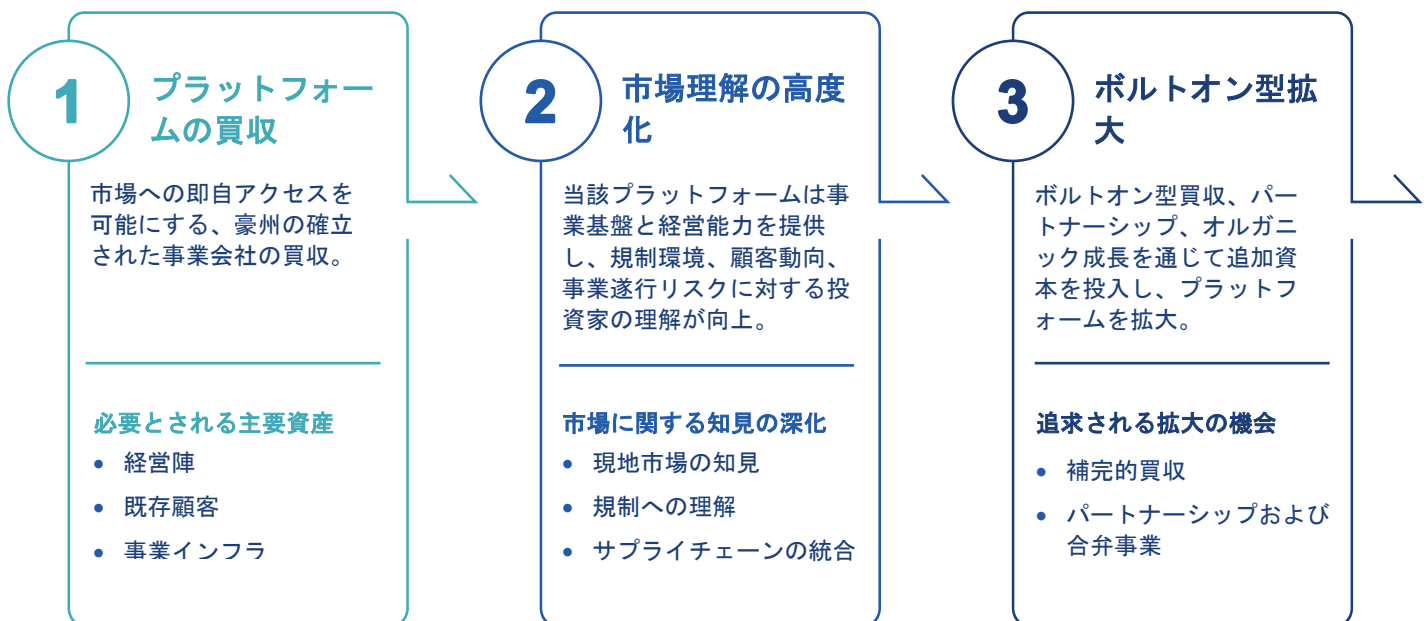 1
プラットフォー
ムの買収
市場への即自アクセスを
可能にする、豪州の確立
された事業会社の買収。
必要とされる主要資産
• 経営陣
• 既存顧客
• 事業インフラ
2
市場理解の高度
化
当該プラットフォームは事
業基盤と経営能力を提供
し、規制環境、顧客動向、
事業遂行リスクに対する投
資家の理解が向上。
市場に関する知見の深化
• 現地市場の知見
• 規制への理解
• サプライチェーンの統合
3
ボルトオン型拡
大
ボルトオン型買収、パー
トナーシップ、オルガニ
ック成長を通じて追加資
本を投入し、プラットフ
ォームを拡大。
追求される拡大の機会
• 補完的買収
• パートナーシップおよび
合弁事業